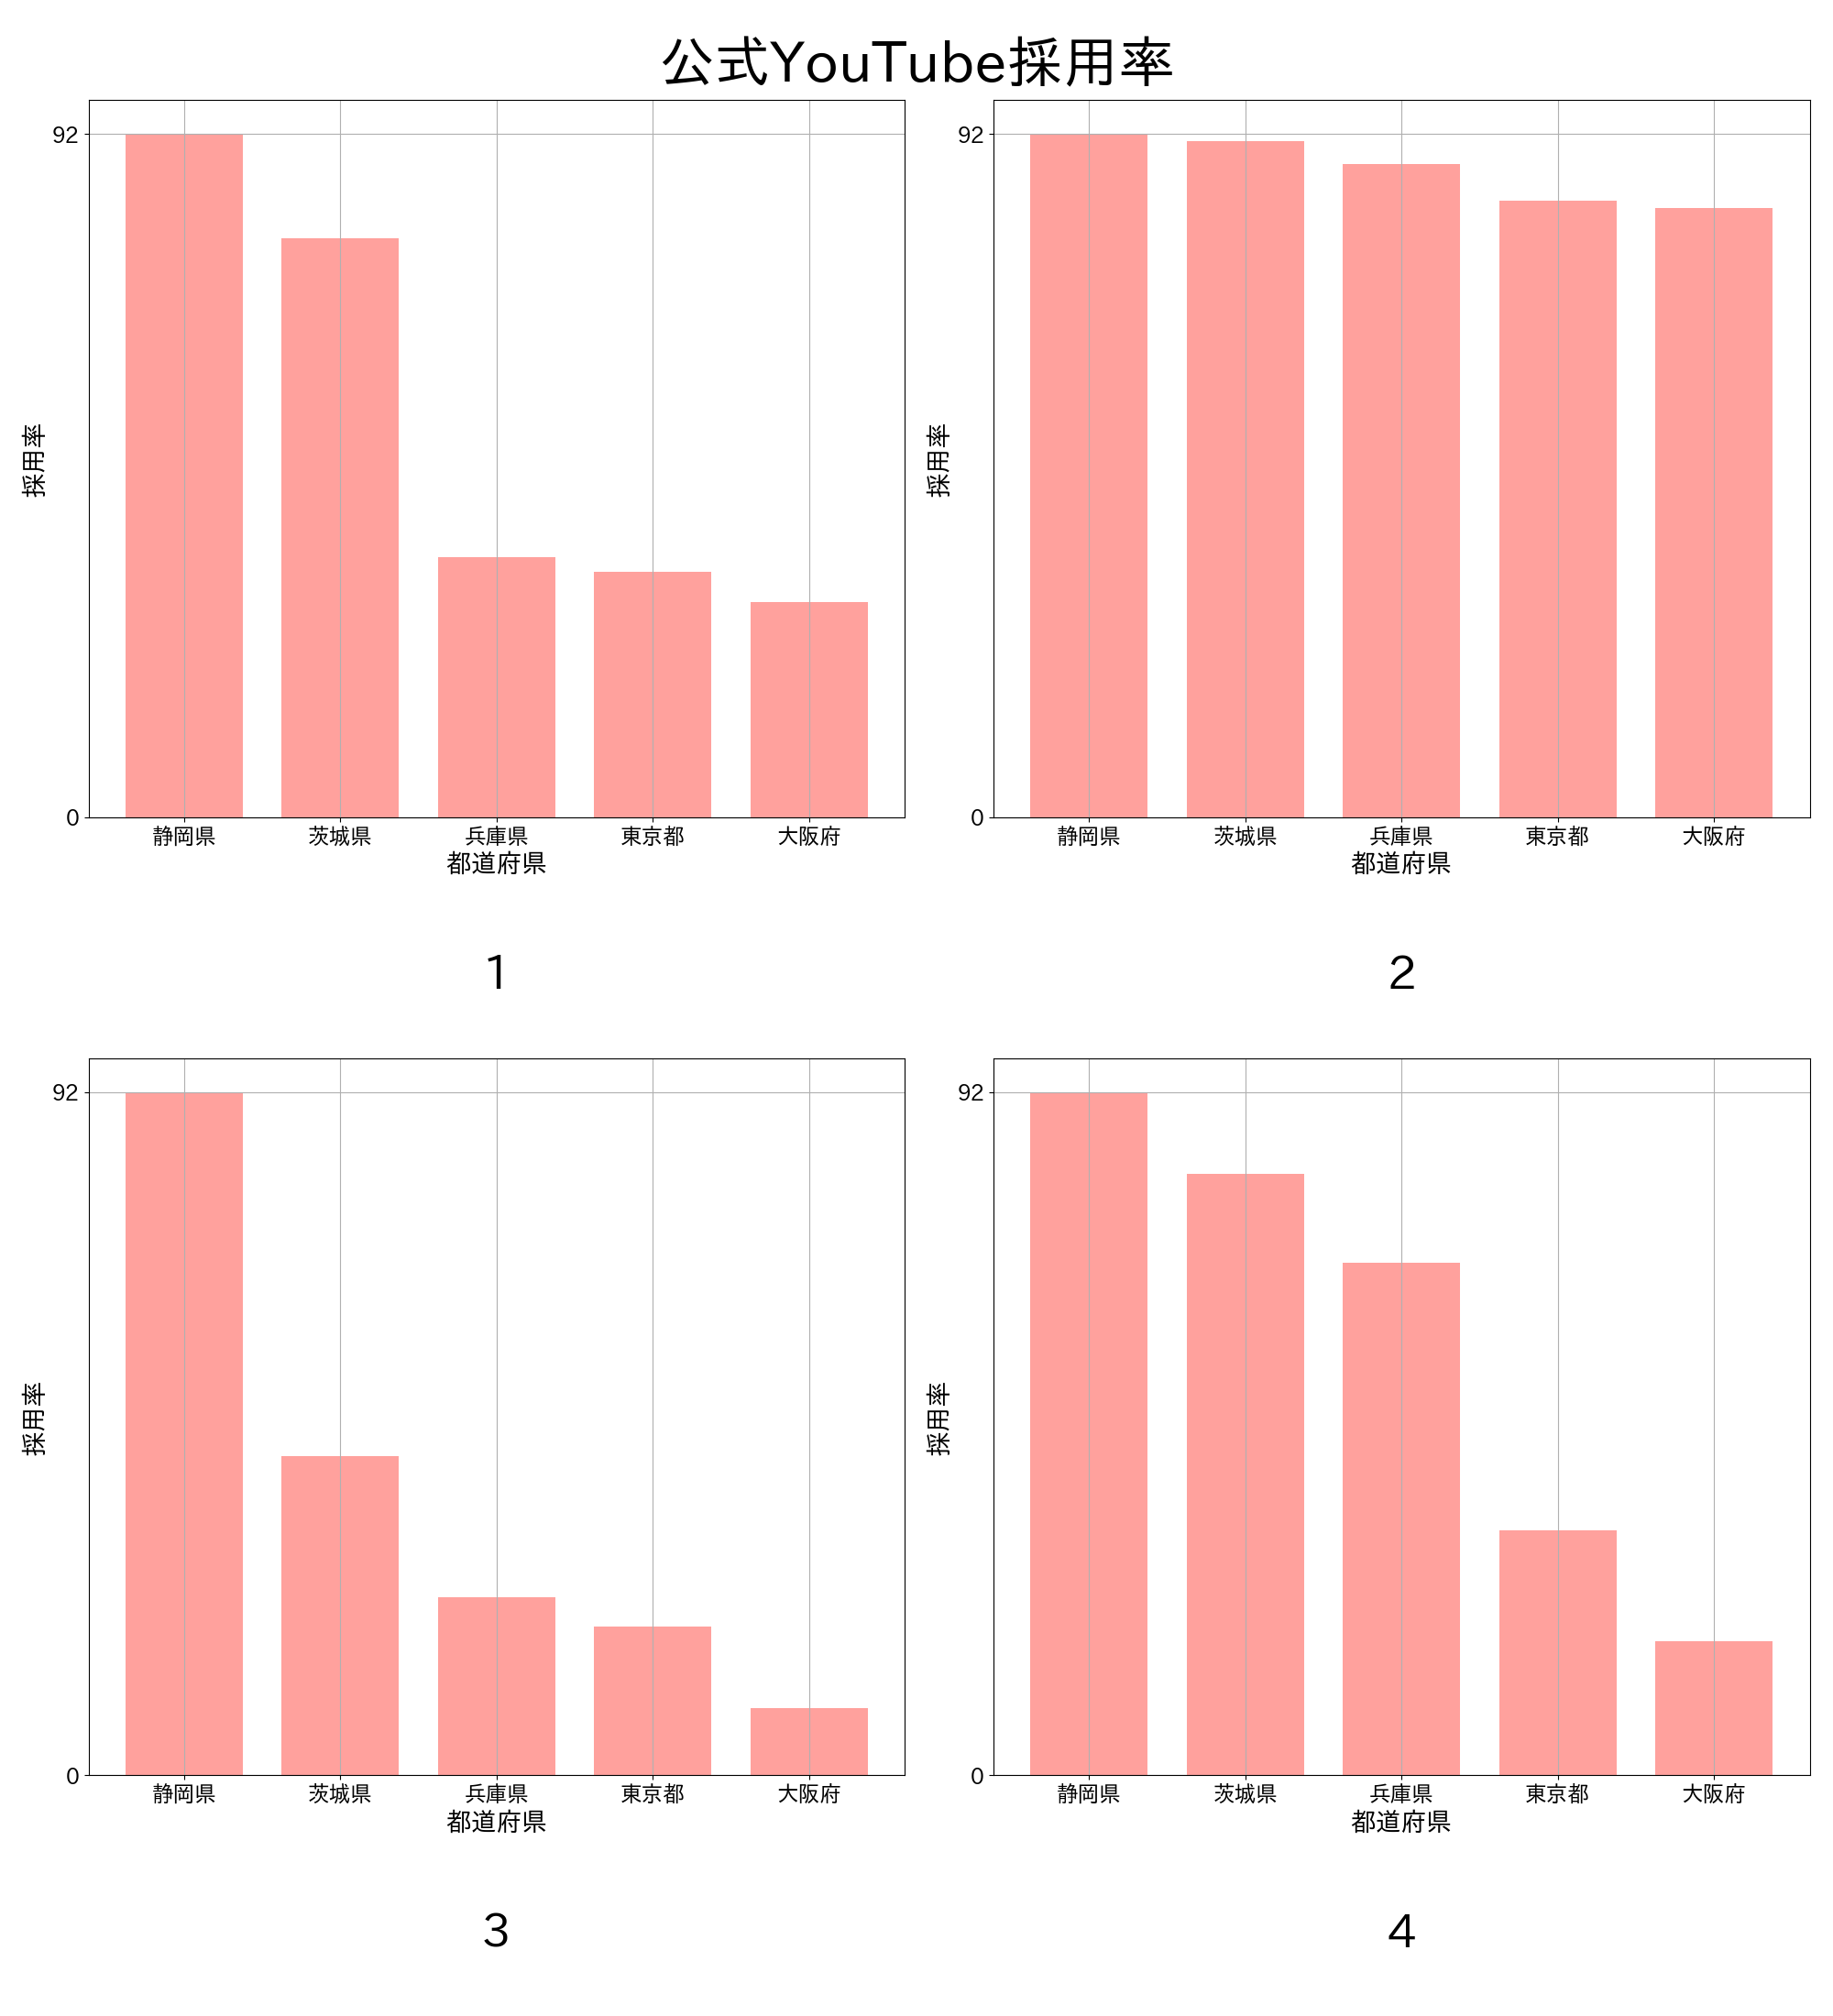 公式YouTube採用率
92
採用率
0
静岡県 茨城県 兵庫県 東京都 大阪府
都道府県
1
92
採用率
0
静岡県 茨城県 兵庫県 東京都 大阪府
都道府県
2
92
採用率
0
静岡県 茨城県 兵庫県 東京都 大阪府
都道府県
3
92
採用率
0
静岡県 茨城県 兵庫県 東京都 大阪府
都道府県
4